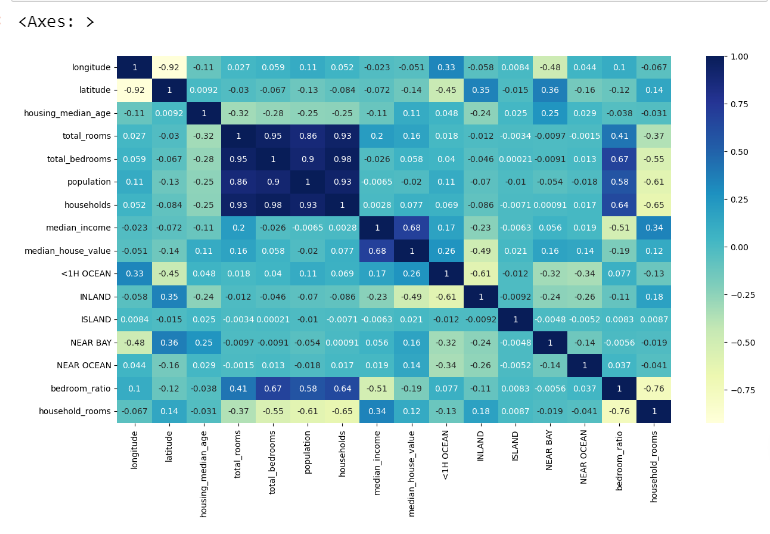 <Axes: >
longitude 1 -0.92 -0.11 0.027 0.059 0.11 0.052 -0.023 -0.051 0.33 -0.058 0.0084 -0.48 0.044 0.1 -0.067
latitude -0.92 1 0.0092 -0.03 -0.067 -0.13 -0.084 -0.072 -0.14 -0.45 0.35 -0.015 0.36 -0.16 -0.12 0.14
housing_median_age -0.11 0.0092 1 -0.32 -0.28 -0.25 -0.25 -0.11 0.11 0.048 -0.24 0.025 0.25 0.029 -0.038 -0.031
total_rooms 0.027 -0.03 -0.32 1 0.95 0.86 0.93 0.2 0.16 0.018 -0.012 -0.0034 -0.0097 -0.0015 0.41 -0.37
total_bedrooms 0.059 -0.067 -0.28 0.95 1 0.9 0.98 -0.026 0.058 0.04 -0.046 0.00021 -0.0091 0.013 0.67 -0.55
population 0.11 -0.13 -0.25 0.86 0.9 1 0.93 -0.0065 -0.02 0.11 -0.07 -0.01 -0.054 -0.018 0.58 -0.61
households 0.052 -0.084 -0.25 0.93 0.98 0.93 1 0.0028 0.077 0.069 -0.086 -0.0071 0.00091 0.017 0.64 -0.65
median_income -0.023 -0.072 -0.11 0.2 -0.026 -0.0065 0.0028 1 0.68 0.17 -0.23 -0.0063 0.056 0.019 -0.51 0.34
median_house_value -0.051 -0.14 0.11 0.16 0.058 -0.02 0.077 0.68 1 0.26 -0.49 0.021 0.16 0.14 -0.19 0.12
<1H OCEAN 0.33 -0.45 0.048 0.018 0.04 0.11 0.069 0.17 0.26 1 -0.61 -0.012 -0.32 -0.34 0.077 -0.13
INLAND -0.058 0.35 -0.24 -0.012 -0.046 -0.07 -0.086 -0.23 -0.49 -0.61 1 -0.0092 -0.24 -0.26 -0.11 0.18
ISLAND 0.0084 -0.015 0.025 -0.0034 0.00021 -0.01 -0.0071 -0.0063 0.021 -0.012 -0.0092 1 -0.0048 -0.0052 0.0083 0.0087
NEAR BAY -0.48 0.36 0.25 -0.0097 -0.0091 -0.054 0.00091 0.056 0.16 -0.32 -0.24 -0.0048 1 -0.14 -0.0056 -0.019
NEAR OCEAN 0.044 -0.16 0.029 -0.0015 0.013 -0.018 0.017 0.019 0.14 -0.34 -0.26 -0.0052 -0.14 1 0.037 -0.041
bedroom_ratio 0.1 -0.12 -0.038 0.41 0.67 0.58 0.64 -0.51 -0.19 0.077 -0.11 0.0083 -0.0056 0.037 1 -0.76
household_rooms -0.067 0.14 -0.031 -0.37 -0.55 -0.61 -0.65 0.34 0.12 -0.13 0.18 0.0087 -0.019 -0.041 -0.76 1
longitude
latitude
housing_median_age
total_rooms
total_bedrooms
population
households
median_income
median_house_value
<1H OCEAN
INLAND
ISLAND
NEAR BAY
NEAR OCEAN
bedroom_ratio
household_rooms
1.00
0.75
0.50
0.25
0.00
−0.25
−0.50
−0.75